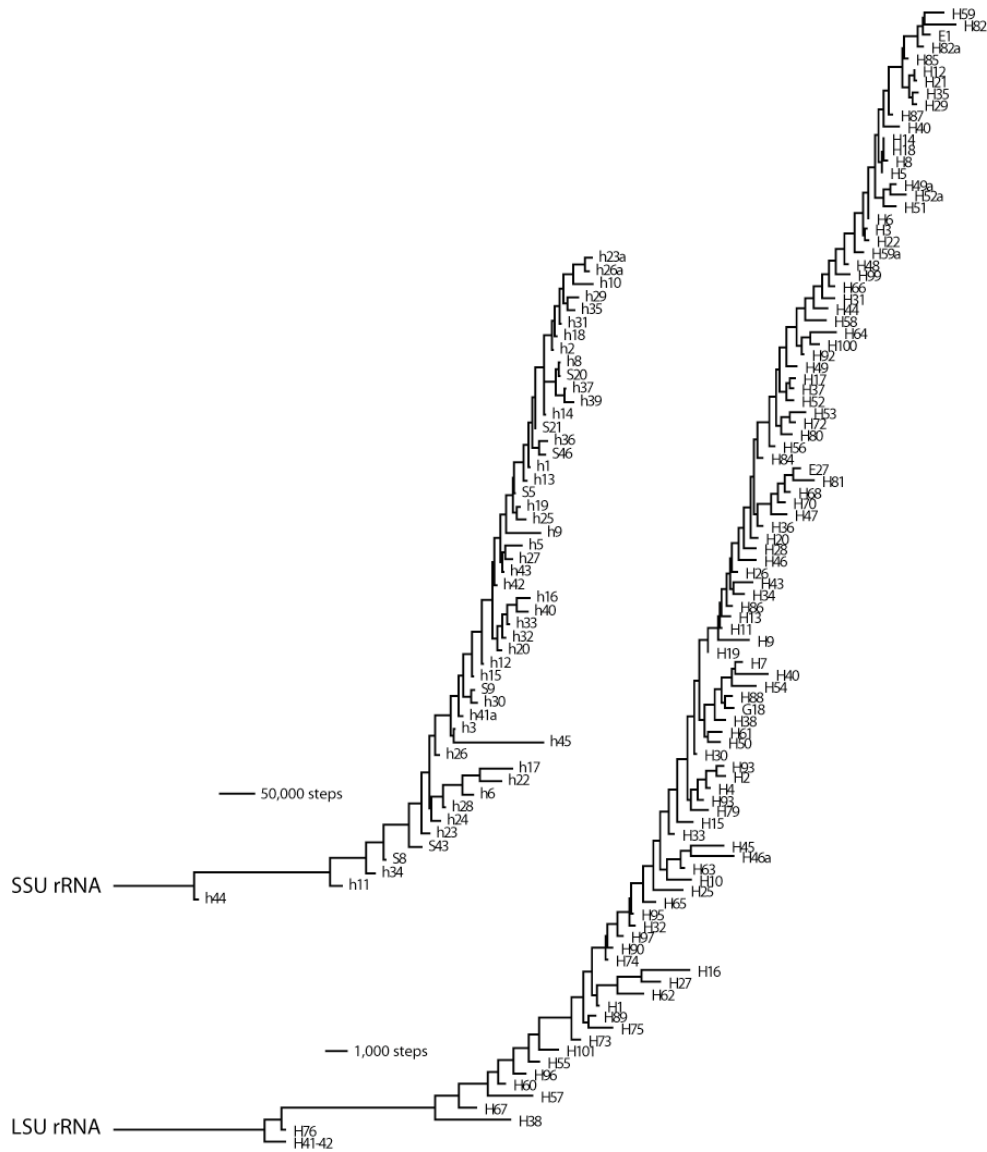 H59
H82
E1
H82a
H85
H12
H21
H35
H29
H87
H40
H14
H18
H8
H5
H49a
H52a
H51
H6
H3
H22
H59a
H48
H99
H66
H31
H44
H58
H64
H100
H92
H49
H17
H37
H52
H53
H72
H80
H56
H84
E27
H81
H68
H70
H47
H36
H20
H28
H46
H26
H43
H34
H86
H13
H11
H9
H19
H7
H40
H54
H88
G18
H38
H61
H50
H30
H93
H2
H4
H93
H79
H15
H33
H45
H46a
H63
H10
H25
H65
H95
H32
H97
H90
H74
H16
H27
H62
H1
H89
H75
H73
H101
H55
H96
H60
H57
H67
H38
H76
H41-42
LSU rRNA
1,000 steps
h23a
h26a
h10
h29
h35
h31
h18
h2
h8
S20
h37
h39
h14
S21
h36
S46
h1
h13
S5
h19
h25
h9
h5
h27
h43
h42
h16
h40
h33
h32
h20
h12
h15
S9
h30
h41a
h3
h45
h26
h17
h22
h6
h28
h24
h23
S43
S8
h34
h11
h44
SSU rRNA
50,000 steps